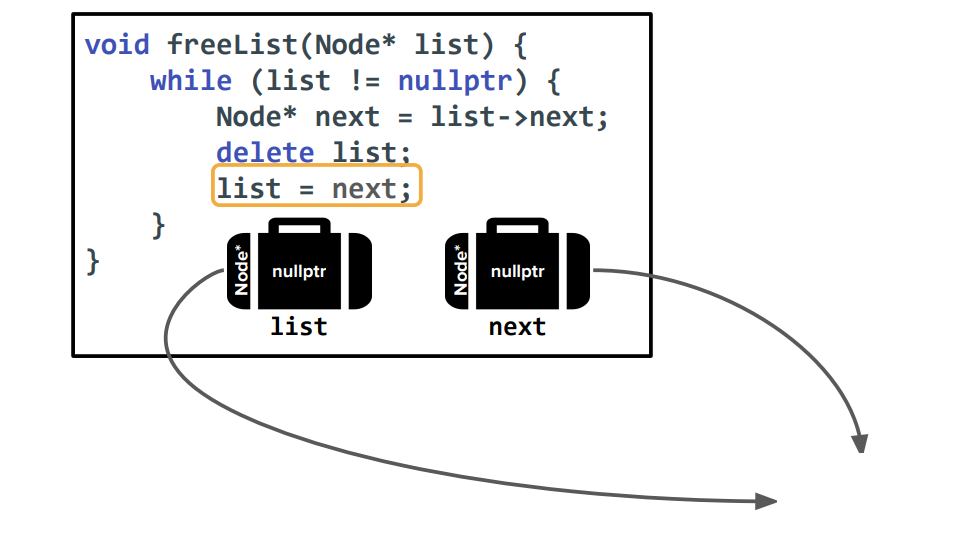 void freeList(Node* list) {
    while (list != nullptr) {
        Node* next = list->next;
        delete list;
        list = next;
    }
}
Node* nullptr
list
Node* nullptr
next